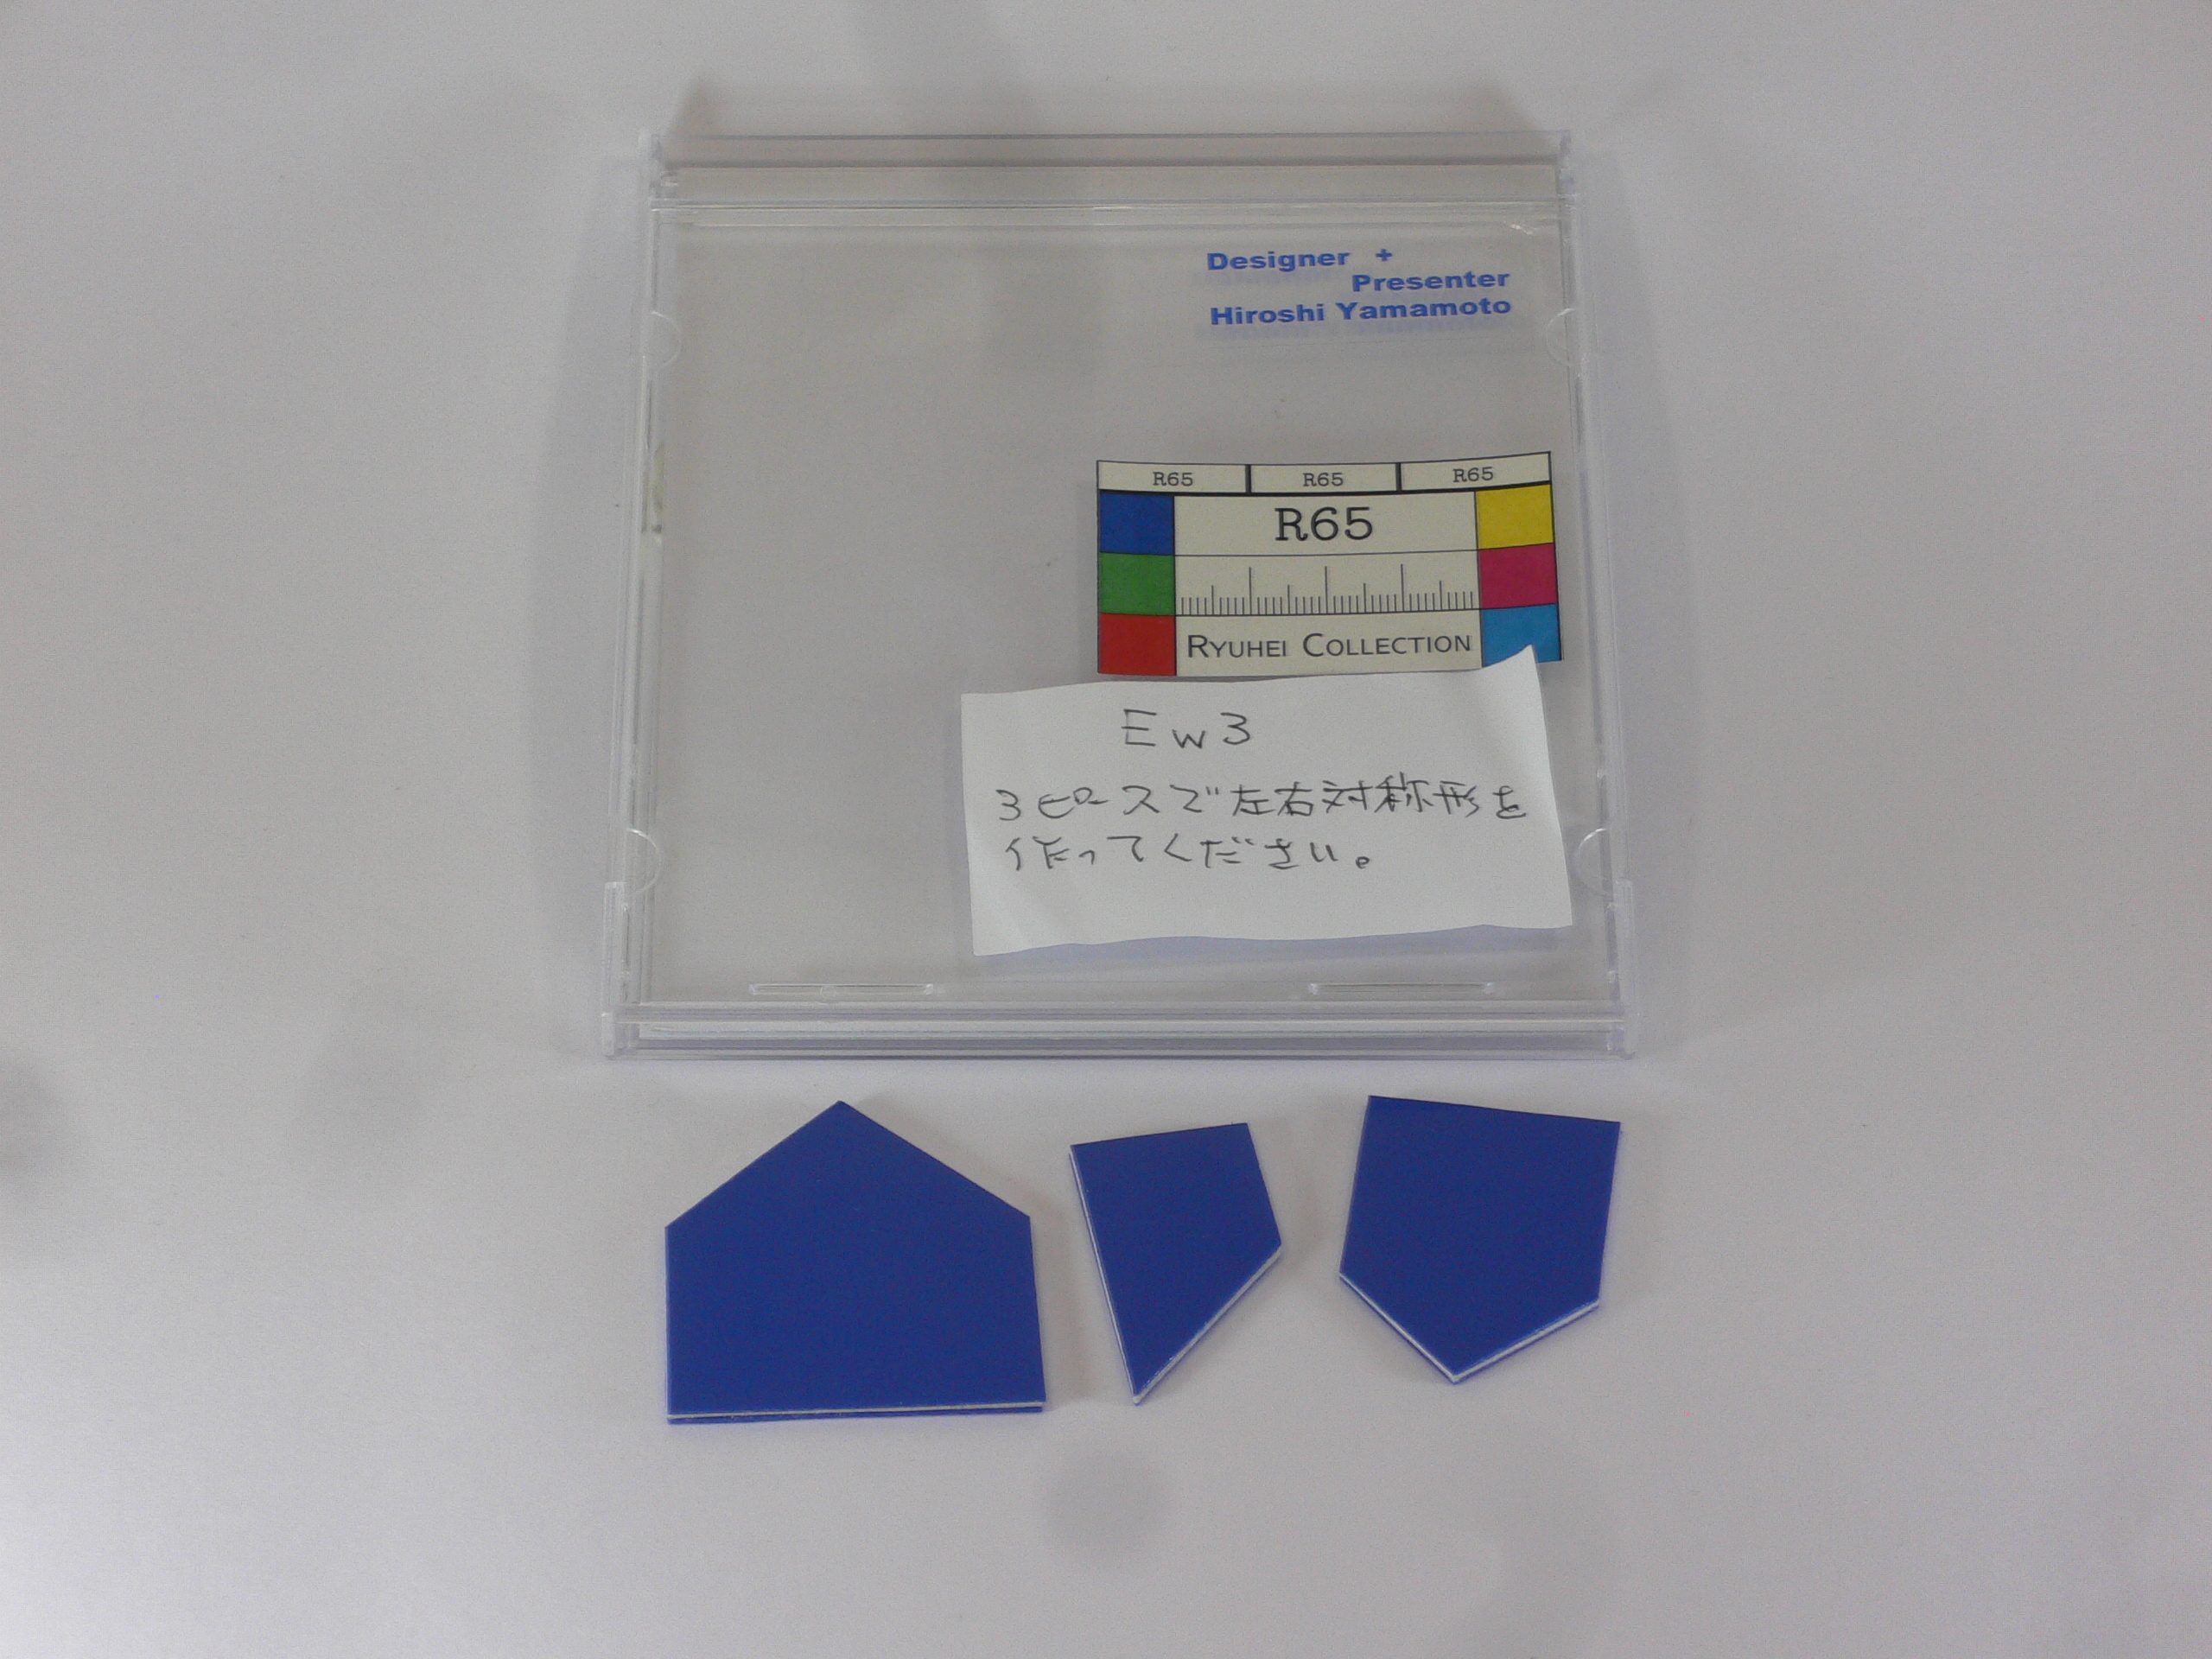 Designer +
Presenter
Hiroshi Yamamoto
R65 R65 R65
R65
RYUHEI COLLECTION
Ew3
3ピースで左右対称形を
作ってください。